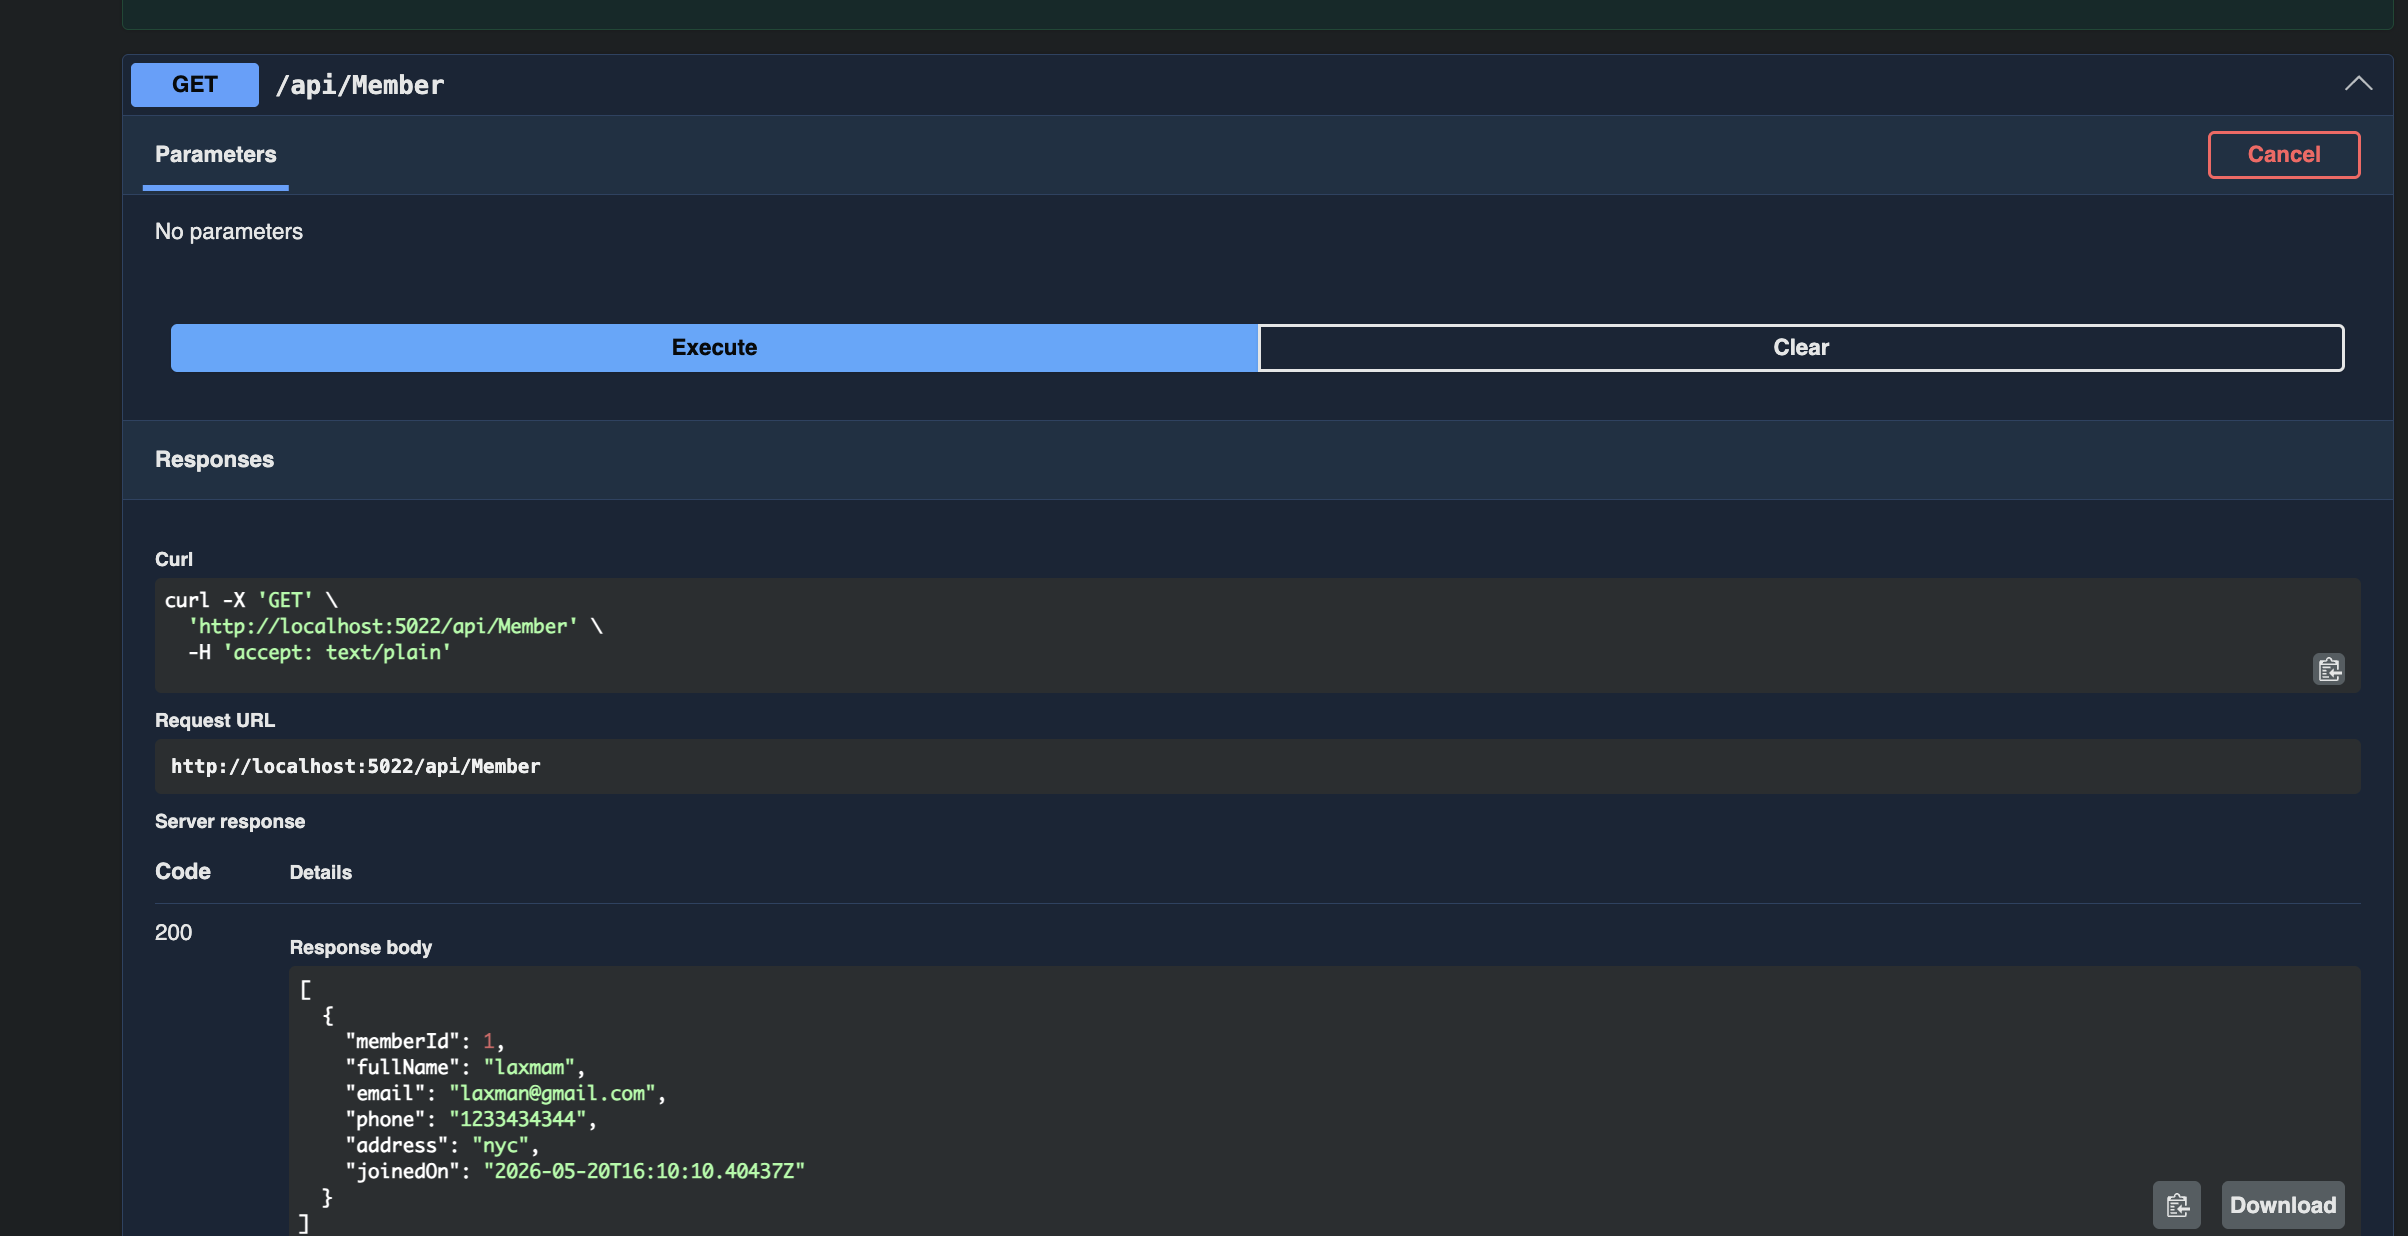 GET /api/Member
Parameters
Cancel
No parameters
Execute
Clear
Responses
Curl
curl -X 'GET' \
  'http://localhost:5022/api/Member' \
  -H 'accept: text/plain'
Request URL
http://localhost:5022/api/Member
Server response
Code Details
200
Response body
[
  {
    "memberId": 1,
    "fullName": "laxmam",
    "email": "laxman@gmail.com",
    "phone": "1233434344",
    "address": "nyc",
    "joinedOn": "2026-05-20T16:10:10.40437Z"
  }
]
Download